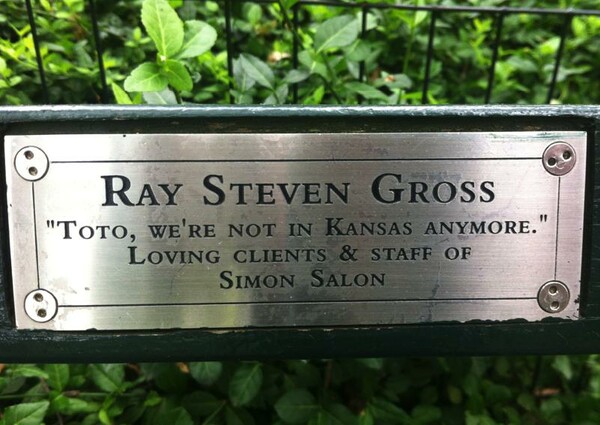 Ray Steven Gross
"Toto, we're not in Kansas anymore."
Loving clients & staff of
Simon Salon